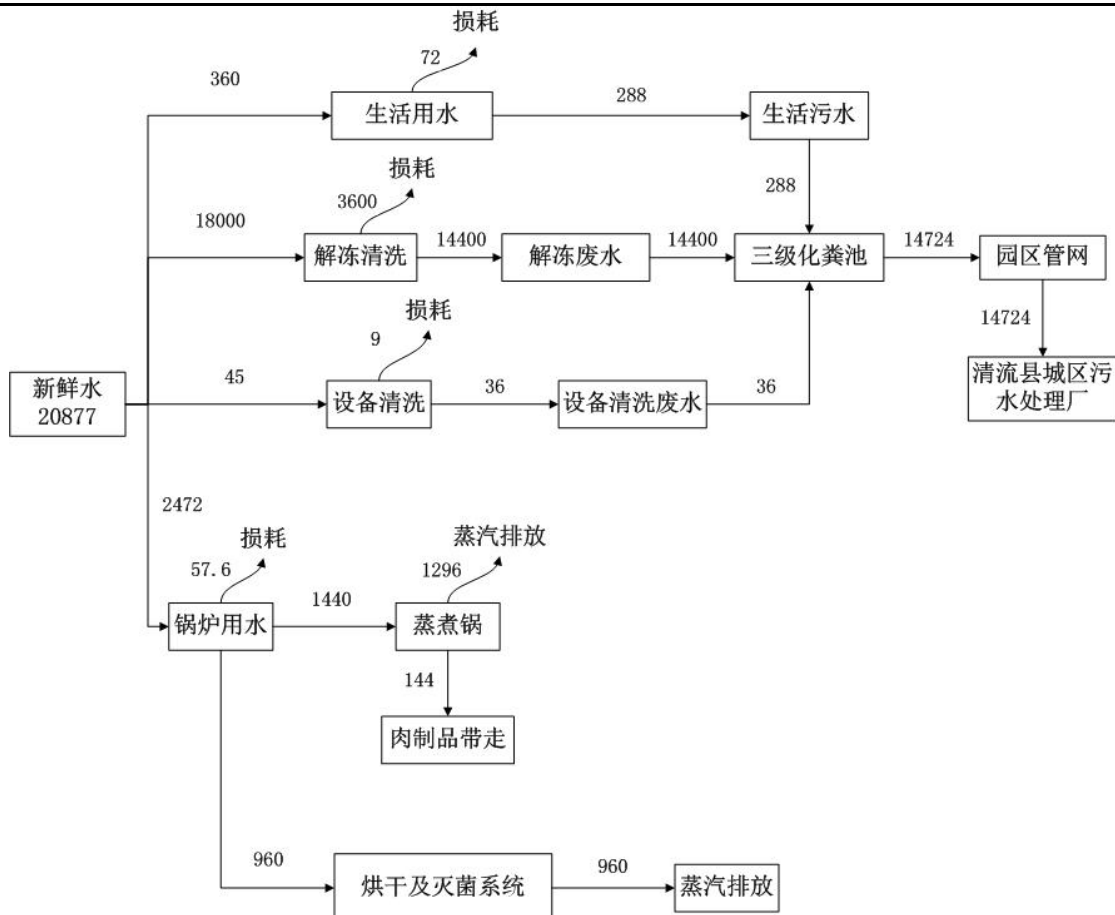 损耗
72
360
288
生活用水
生活污水
损耗
288
3600
18000
14400
14400
14724
解冻清洗
解冻废水
三级化粪池
园区管网
损耗
14724
9
45
36
36
新鲜水
20877
设备清洗
设备清洗废水
清流县城区污
水处理厂
2472
损耗
蒸汽排放
57.6
1296
1440
锅炉用水
蒸煮锅
144
肉制品带走
960
960
烘干及灭菌系统
蒸汽排放